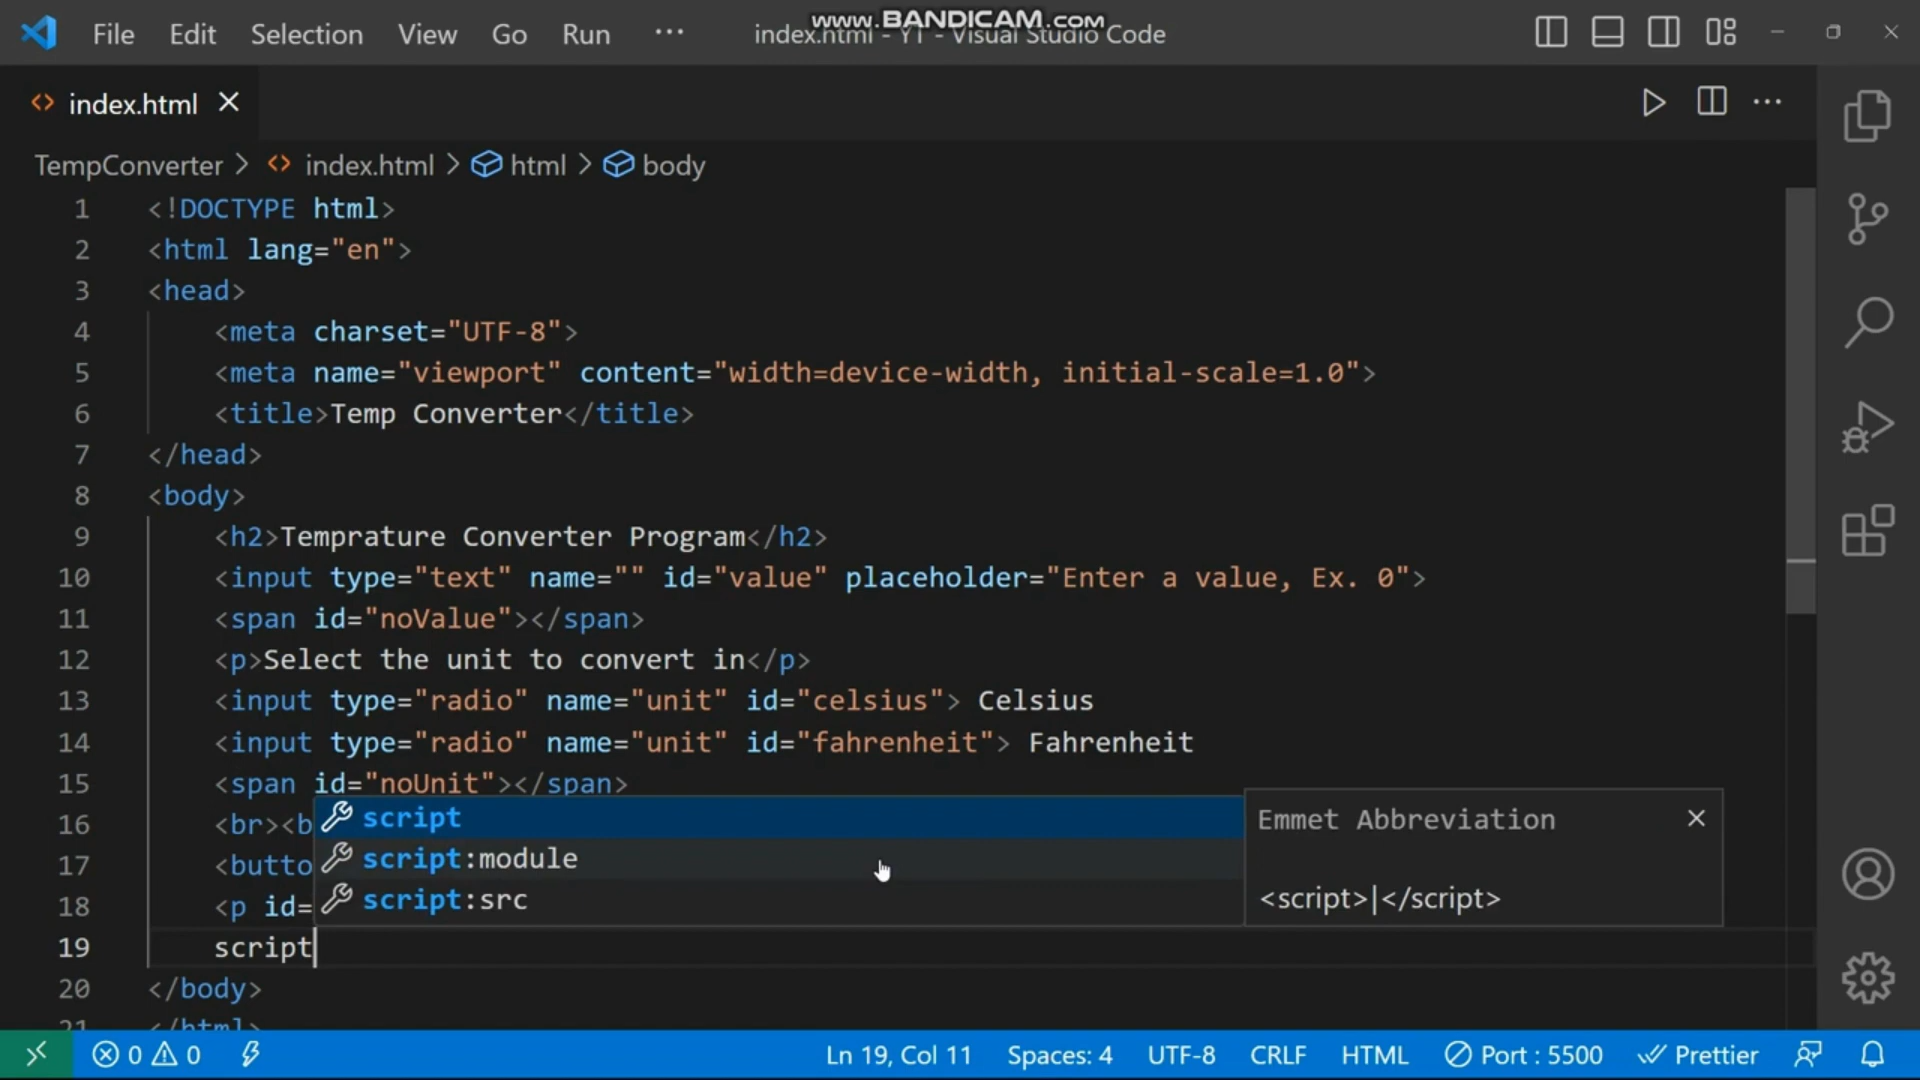 www.BANDICAM.com
File Edit Selection View Go Run ··· index.html - YT - Visual Studio Code
index.html
TempConverter > index.html > html > body
1 <!DOCTYPE html>
2 <html lang="en">
3 <head>
4 <meta charset="UTF-8">
5 <meta name="viewport" content="width=device-width, initial-scale=1.0">
6 <title>Temp Converter</title>
7 </head>
8 <body>
9 <h2>Temprature Converter Program</h2>
10 <input type="text" name="" id="value" placeholder="Enter a value, Ex. 0">
11 <span id="noValue"></span>
12 <p>Select the unit to convert in</p>
13 <input type="radio" name="unit" id="celsius"> Celsius
14 <input type="radio" name="unit" id="fahrenheit"> Fahrenheit
15 <span id="noUnit"></span>
16 <br><b
17 <butto
18 <p id=
script
script:module
script:src
Emmet Abbreviation
<script>|</script>
19 script
20 </body>
21 </html>
0 0 Ln 19, Col 11 Spaces: 4 UTF-8 CRLF HTML Port : 5500 Prettier